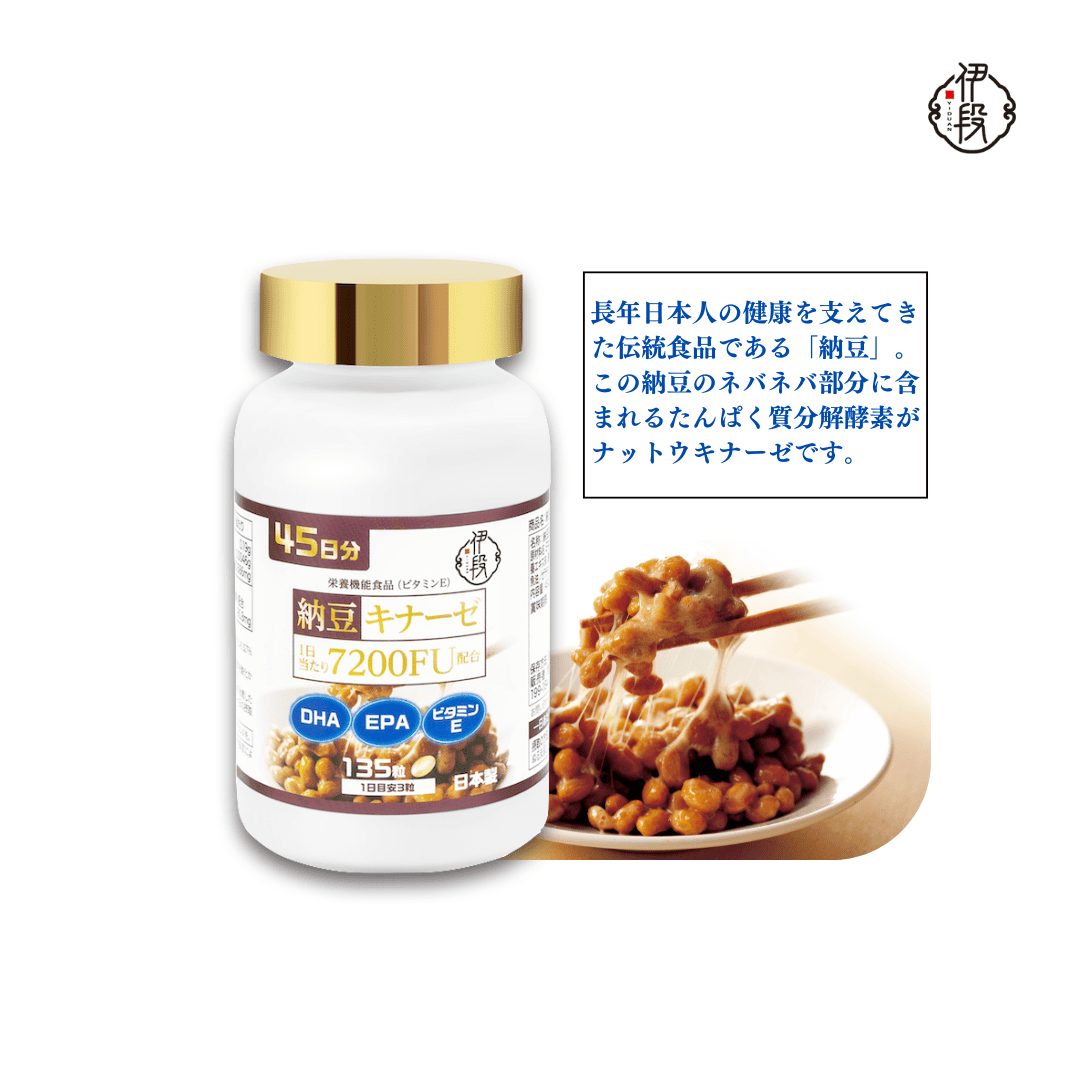 伊段
YIDUAN
長年日本人の健康を支えてき
た伝統食品である「納豆」。
この納豆のネバネバ部分に含
まれるたんぱく質分解酵素が
ナットウキナーゼです。
45日分
伊段
栄養機能食品(ビタミンE)
納豆キナーゼ
1日当たり7200FU配合
DHA
EPA
ビタミンE
135粒
1日目安3粒
日本製